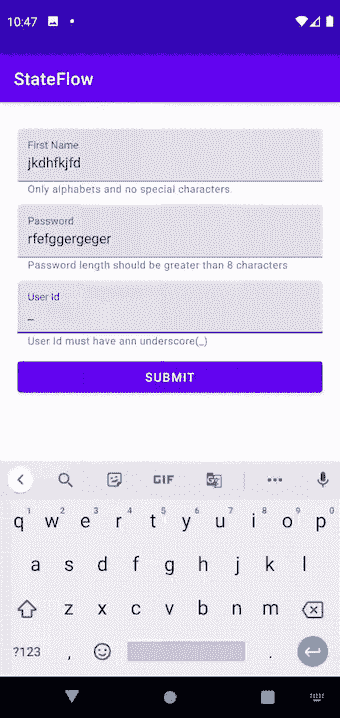 10:47
StateFlow
First Name
jkdhfkjfd
Only alphabets and no special characters
Password
rfefggergeger
Password length should be greater than 8 characters
User Id
_
User Id must have ann underscore(_)
SUBMIT
GIF
1 2 3 4 5 6 7 8 9 0
q w e r t y u i o p
a s d f g h j k l
z x c v b n m
?123 , .